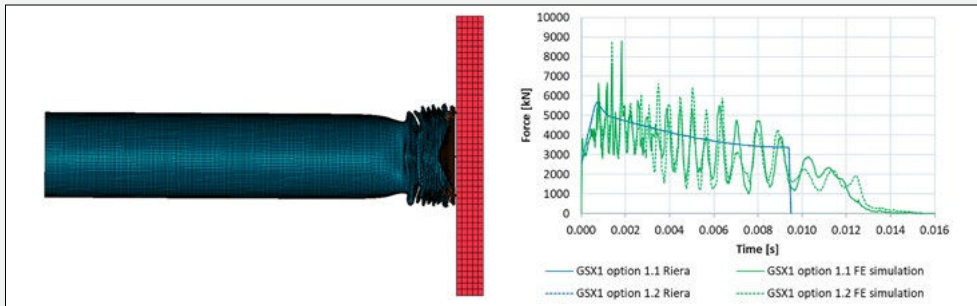 10000
9000
8000
7000
6000
5000
4000
3000
2000
1000
0
Force [kN]
0.000 0.002 0.004 0.006 0.008 0.010 0.012 0.014 0.016
Time [s]
GSX1 option 1.1 Riera
GSX1 option 1.1 FE simulation
GSX1 option 1.2 Riera
GSX1 option 1.2 FE simulation